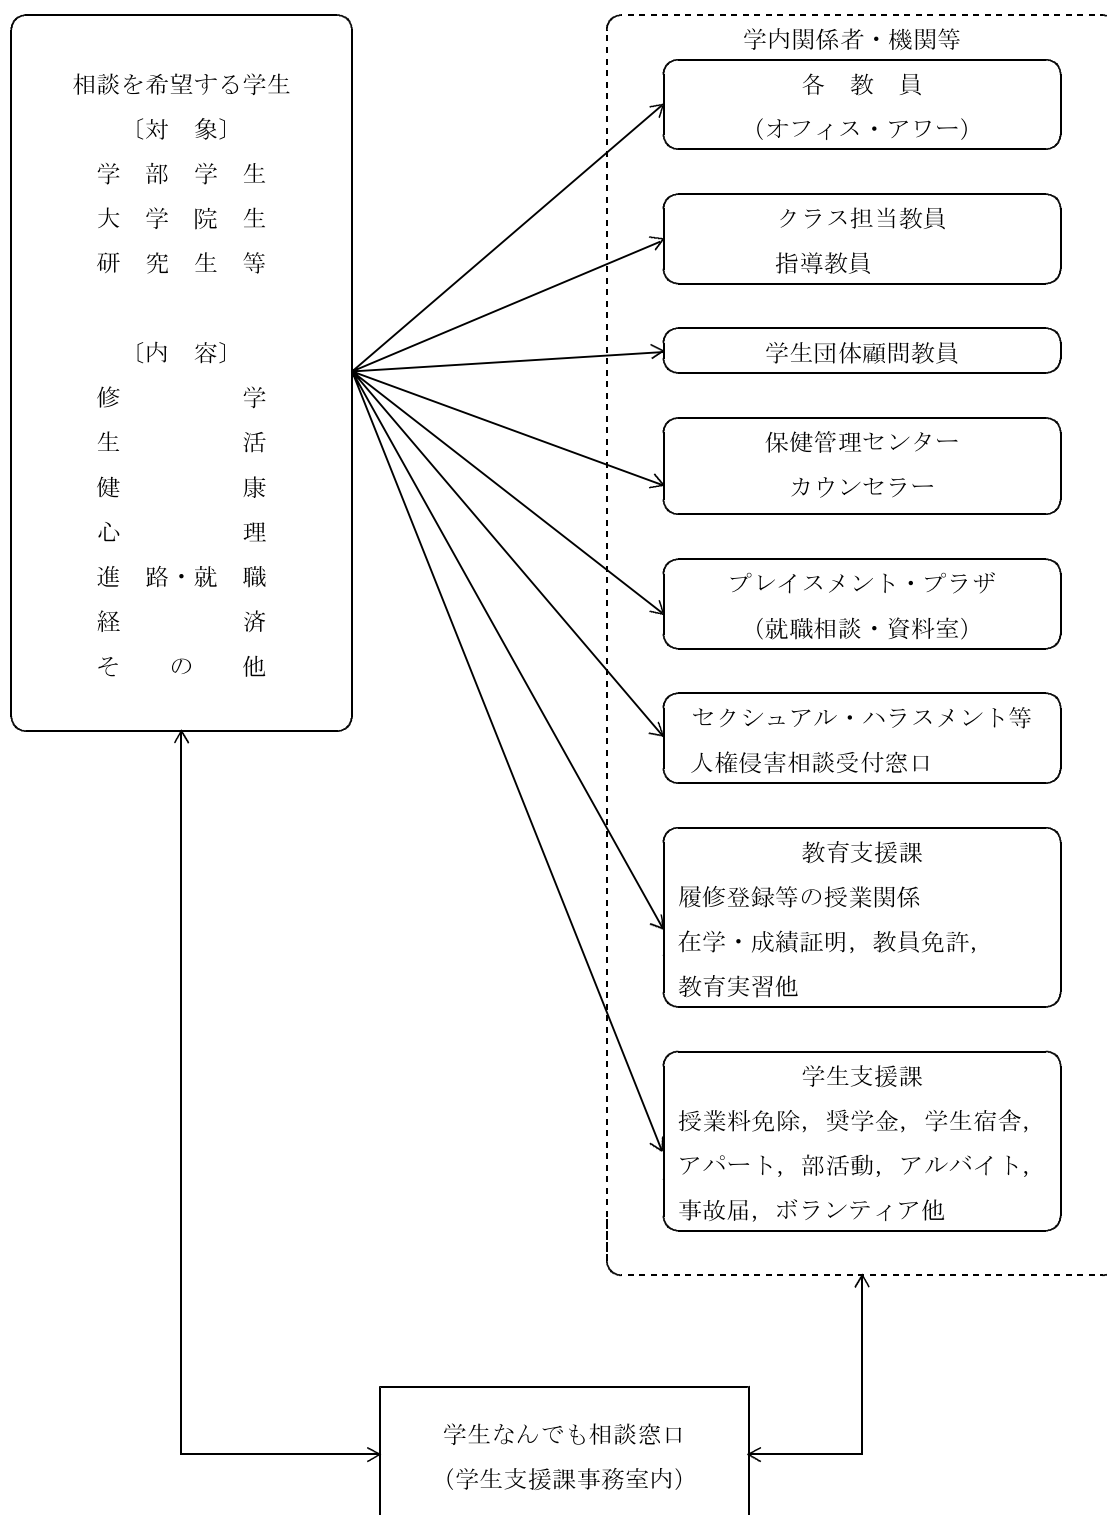 相談を希望する学生
〔対　象〕
学　部　学　生
大　学　院　生
研　究　生　等
〔内　容〕
修　　　　　学
生　　　　　活
健　　　　　康
心　　　　　理
進　路・就　職
経　　　　　済
そ　　の　　他
学内関係者・機関等
各　教　員
（オフィス・アワー）
クラス担当教員
指導教員
学生団体顧問教員
保健管理センター
カウンセラー
プレイスメント・プラザ
（就職相談・資料室）
セクシュアル・ハラスメント等
人権侵害相談受付窓口
教育支援課
履修登録等の授業関係
在学・成績証明，教員免許，
教育実習他
学生支援課
授業料免除，奨学金，学生宿舎，
アパート，部活動，アルバイト，
事故届，ボランティア他
学生なんでも相談窓口
（学生支援課事務室内）